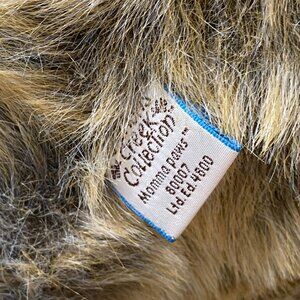 Creek
Collection
Momma Paws™
80007
Ltd.Ed.4800